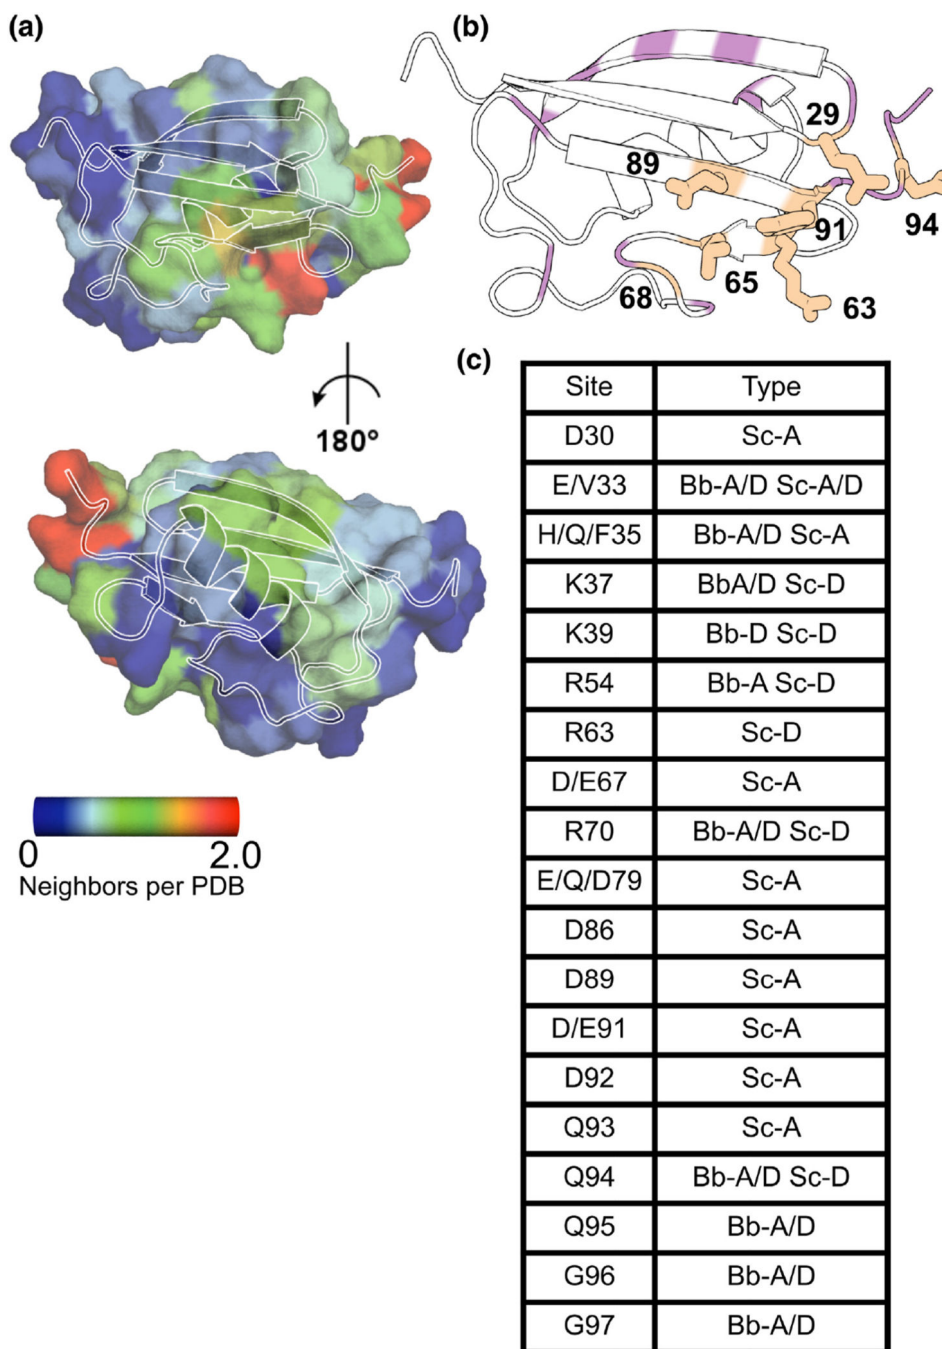 (a)
180°
0 2.0
Neighbors per PDB
(b)
29
89
91
94
65
68
63
(c)
Site Type
D30 Sc-A
E/V33 Bb-A/D Sc-A/D
H/Q/F35 Bb-A/D Sc-A
K37 BbA/D Sc-D
K39 Bb-D Sc-D
R54 Bb-A Sc-D
R63 Sc-D
D/E67 Sc-A
R70 Bb-A/D Sc-D
E/Q/D79 Sc-A
D86 Sc-A
D89 Sc-A
D/E91 Sc-A
D92 Sc-A
Q93 Sc-A
Q94 Bb-A/D Sc-D
Q95 Bb-A/D
G96 Bb-A/D
G97 Bb-A/D